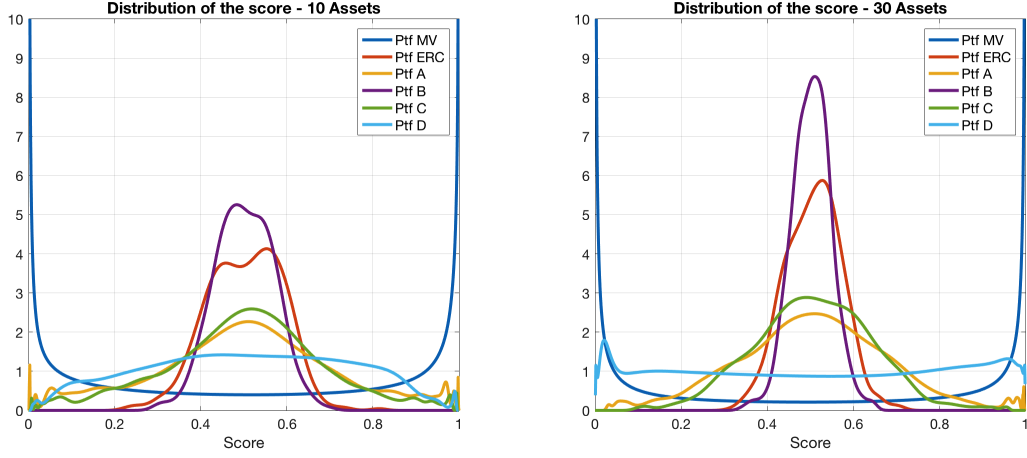 Distribution of the score - 10 Assets
10
9
8
7
6
5
4
3
2
1
0
0
0.2
0.4
0.6
0.8
1
Score
Ptf MV
Ptf ERC
Ptf A
Ptf B
Ptf C
Ptf D
Distribution of the score - 30 Assets
10
9
8
7
6
5
4
3
2
1
0
0
0.2
0.4
0.6
0.8
1
Score
Ptf MV
Ptf ERC
Ptf A
Ptf B
Ptf C
Ptf D